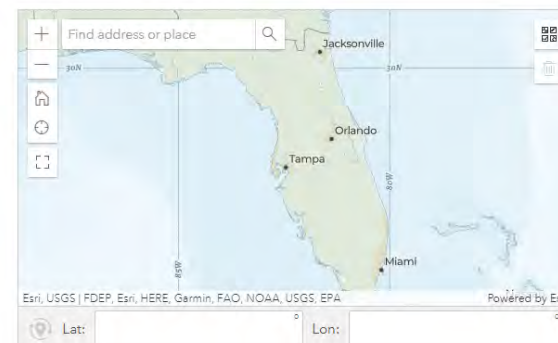 Find address or place
Jacksonville
30N
30N
Orlando
Tampa
80W
85W
Miami
Esri, USGS | FDEP, Esri, HERE, Garmin, FAO, NOAA, USGS, EPA
Powered by
Lat: °
Lon: °